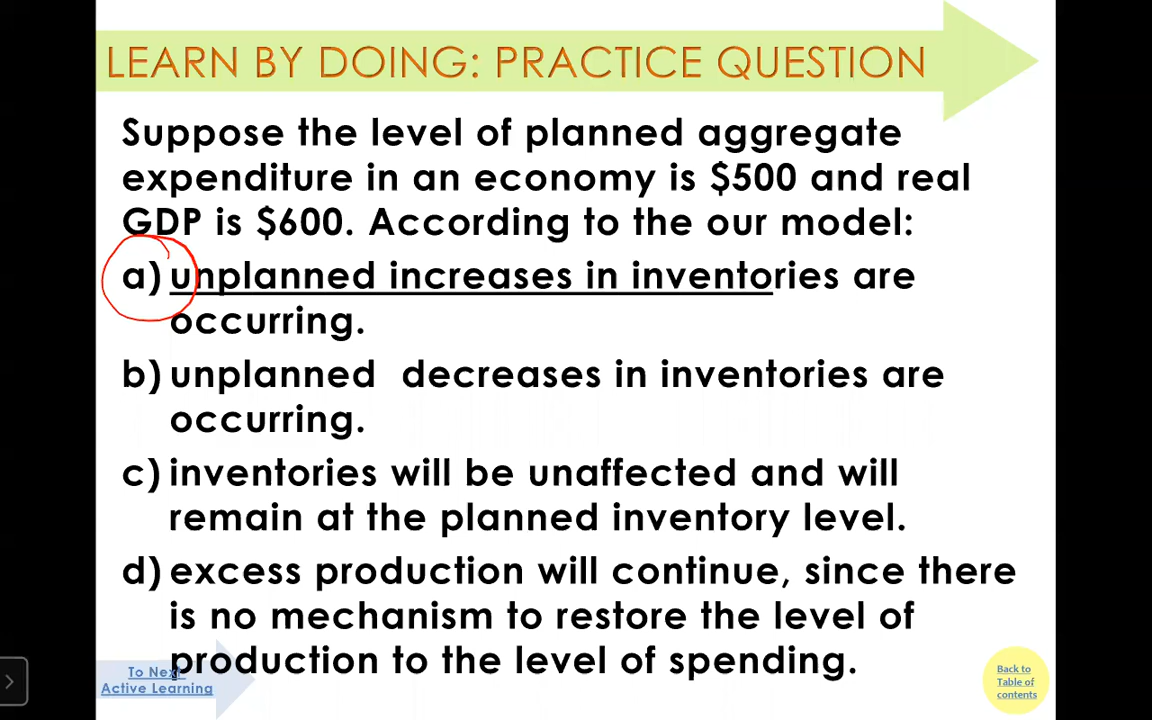 LEARN BY DOING: PRACTICE QUESTION
Suppose the level of planned aggregate
expenditure in an economy is $500 and real
GDP is $600. According to the our model:
a) unplanned increases in inventories are
occurring.
b) unplanned decreases in inventories are
occurring.
c) inventories will be unaffected and will
remain at the planned inventory level.
d) excess production will continue, since there
is no mechanism to restore the level of
production to the level of spending.
To Next
Active Learning
Back to
Table of
contents